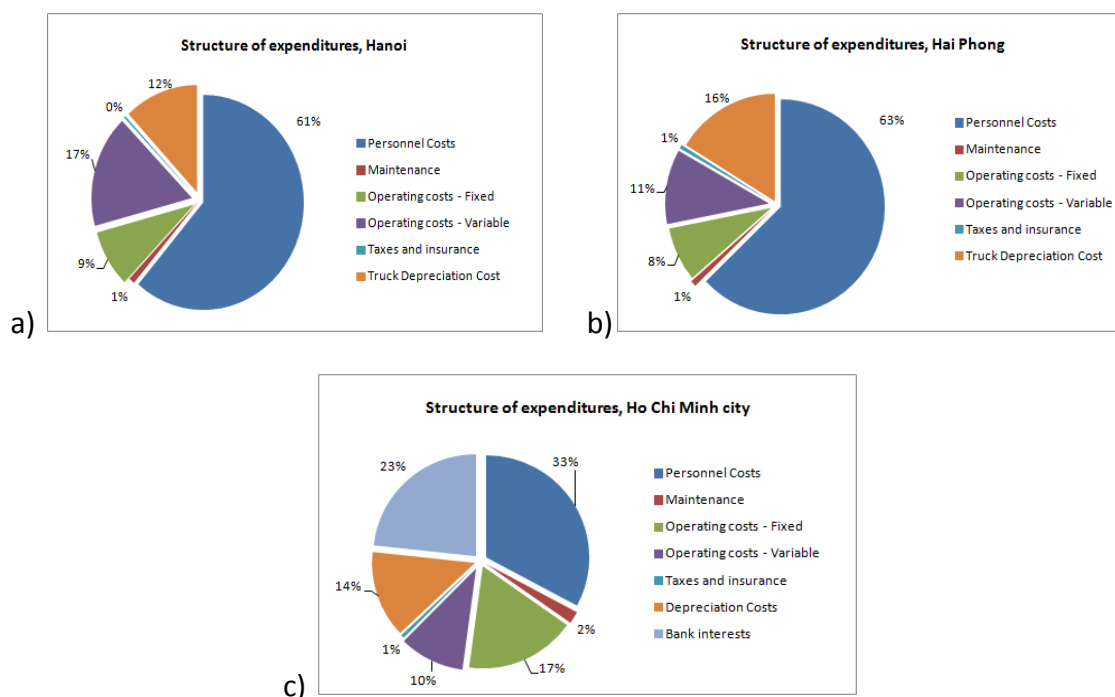 Structure of expenditures, Hanoi
12%
0%
61%
17%
9%
1%
Personnel Costs
Maintenance
Operating costs - Fixed
Operating costs - Variable
Taxes and insurance
Truck Depreciation Cost
a)
Structure of expenditures, Hai Phong
16%
63%
1%
11%
8%
1%
Personnel Costs
Maintenance
Operating costs - Fixed
Operating costs - Variable
Taxes and insurance
Truck Depreciation Cost
b)
Structure of expenditures, Ho Chi Minh city
23%
33%
14%
1%
10%
17%
2%
Personnel Costs
Maintenance
Operating costs - Fixed
Operating costs - Variable
Taxes and insurance
Depreciation Costs
Bank interests
c)